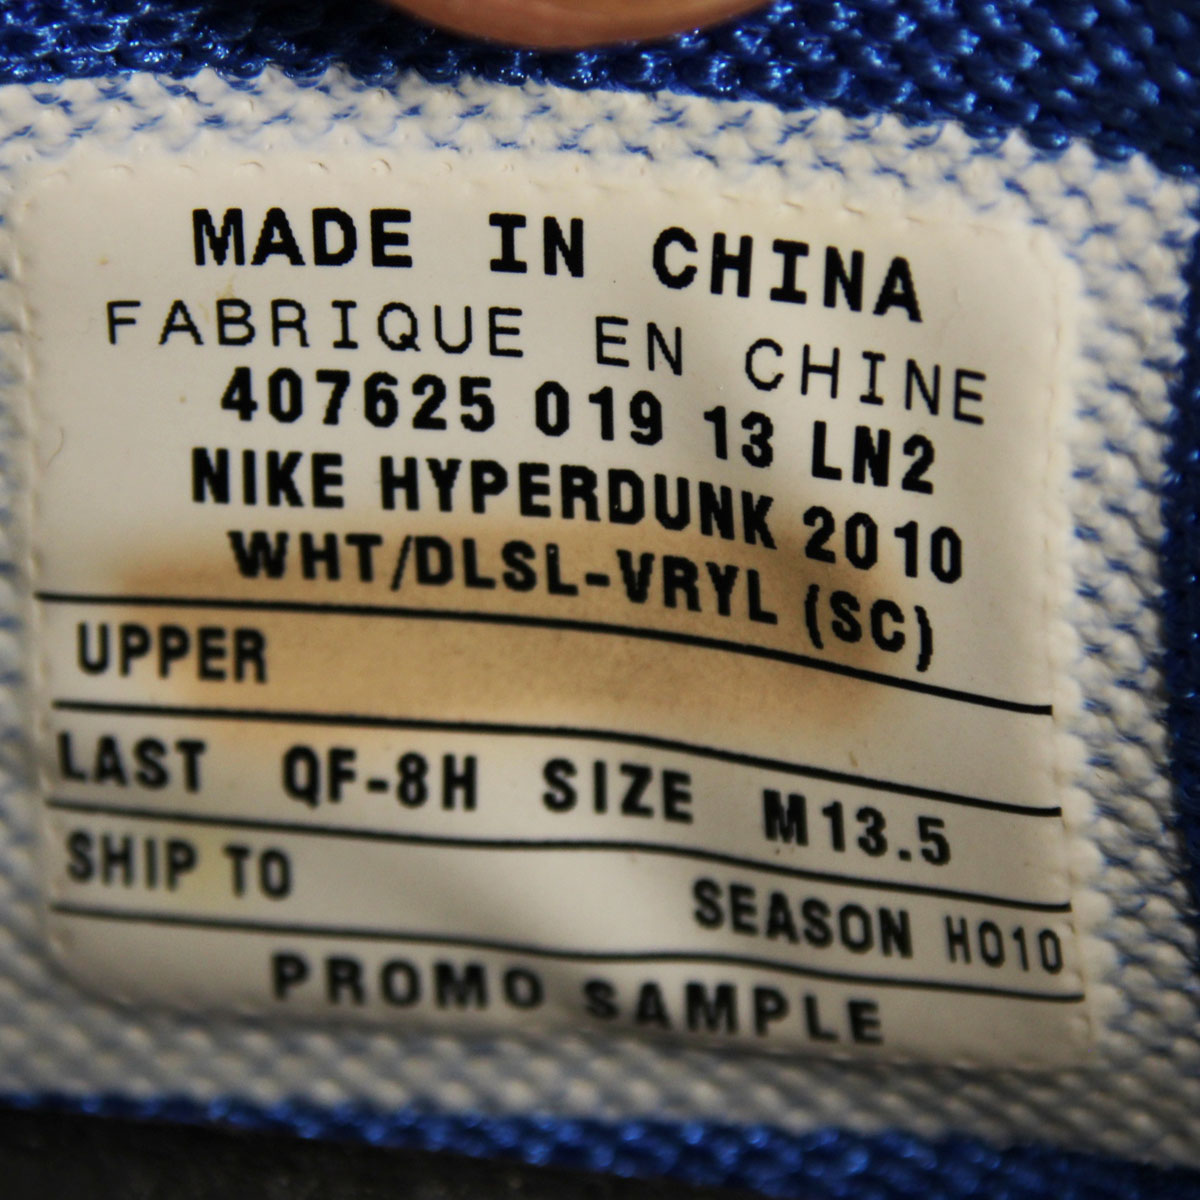 MADE IN CHINA
FABRIQUE EN CHINE
407625 019 13 LN2
NIKE HYPERDUNK 2010
WHT/DLSL-VRYL (SC)
UPPER
LAST QF-8H SIZE M13.5
SHIP TO SEASON HO10
PROMO SAMPLE